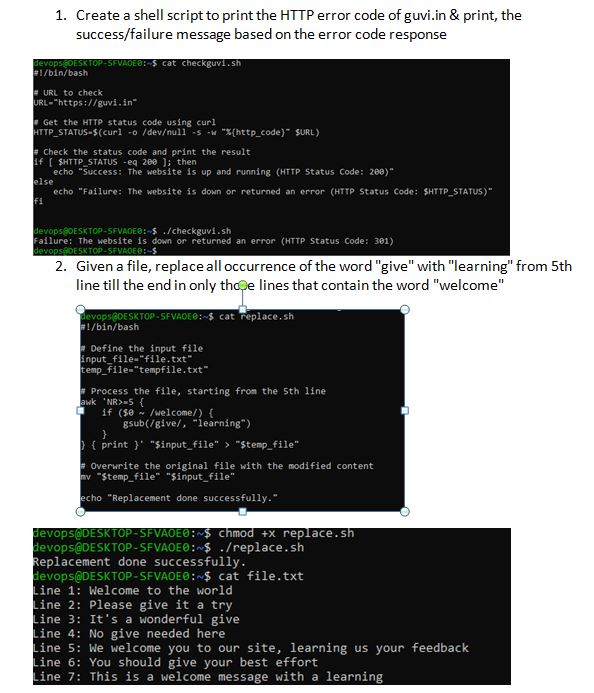 1. Create a shell script to print the HTTP error code of guvi.in & print, the
success/failure message based on the error code response
devops@DESKTOP-SFVAOE0:~$ cat checkguvi.sh
#!/bin/bash
# URL to check
URL="https://guvi.in"
# Get the HTTP status code using curl
HTTP_STATUS=$(curl -o /dev/null -s -w "%{http_code}" $URL)
# Check the status code and print the result
if [ $HTTP_STATUS -eq 200 ]; then
echo "Success: The website is up and running (HTTP Status Code: 200)"
else
echo "Failure: The website is down or returned an error (HTTP Status Code: $HTTP_STATUS)"
fi
devops@DESKTOP-SFVAOE0:~$ ./checkguvi.sh
Failure: The website is down or returned an error (HTTP Status Code: 301)
devops@DESKTOP-SFVAOE0:~$
2. Given a file, replace all occurrence of the word "give" with "learning" from 5th
line till the end in only those lines that contain the word "welcome"
devops@DESKTOP-SFVAOE0:~$ cat replace.sh
#!/bin/bash
# Define the input file
input_file="file.txt"
temp_file="tempfile.txt"
# Process the file, starting from the 5th line
awk 'NR>=5 {
if ($0 ~ /welcome/) {
gsub(/give/, "learning")
}
} { print }' "$input_file" > "$temp_file"
# Overwrite the original file with the modified content
mv "$temp_file" "$input_file"
echo "Replacement done successfully."
devops@DESKTOP-SFVAOE0:~$ chmod +x replace.sh
devops@DESKTOP-SFVAOE0:~$ ./replace.sh
Replacement done successfully.
devops@DESKTOP-SFVAOE0:~$ cat file.txt
Line 1: Welcome to the world
Line 2: Please give it a try
Line 3: It's a wonderful give
Line 4: No give needed here
Line 5: We welcome you to our site, learning us your feedback
Line 6: You should give your best effort
Line 7: This is a welcome message with a learning